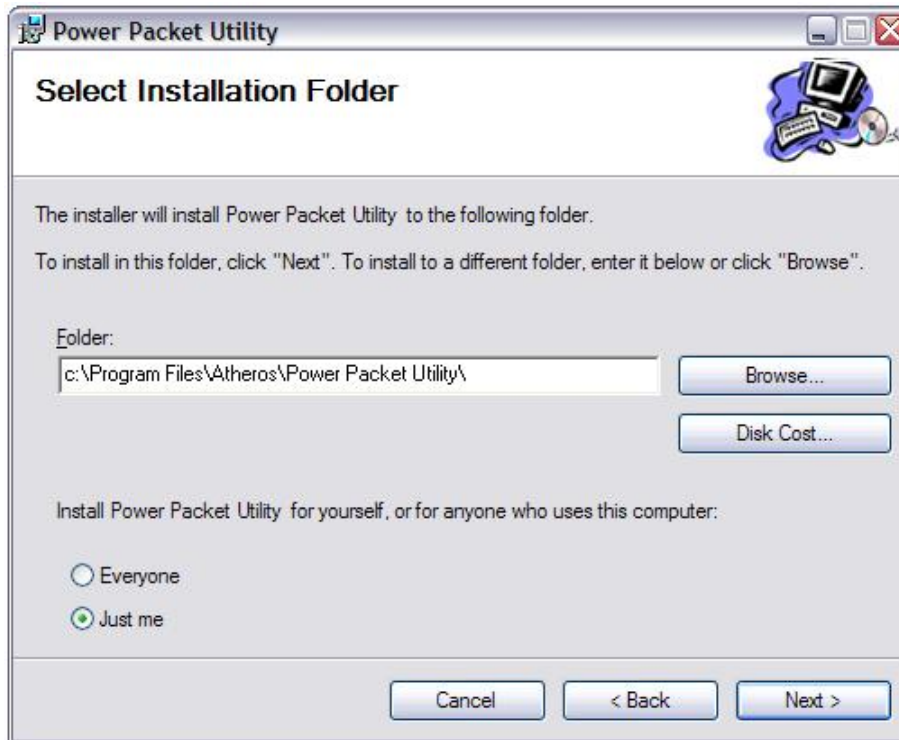 Power Packet Utility
Select Installation Folder
The installer will install Power Packet Utility to the following folder.
To install in this folder, click "Next". To install to a different folder, enter it below or click "Browse".
Folder:
c:\Program Files\Atheros\Power Packet Utility\
Browse...
Disk Cost...
Install Power Packet Utility for yourself, or for anyone who uses this computer:
Everyone
Just me
Cancel
< Back
Next >